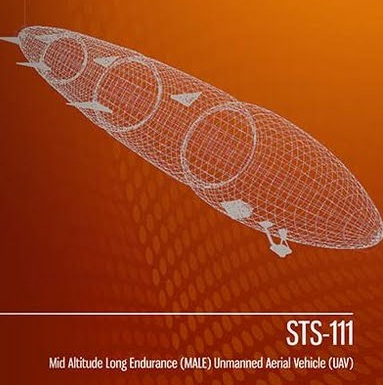 STS-111
Mid Altitude Long Endurance (MALE) Unmanned Aerial Vehicle (UAV)